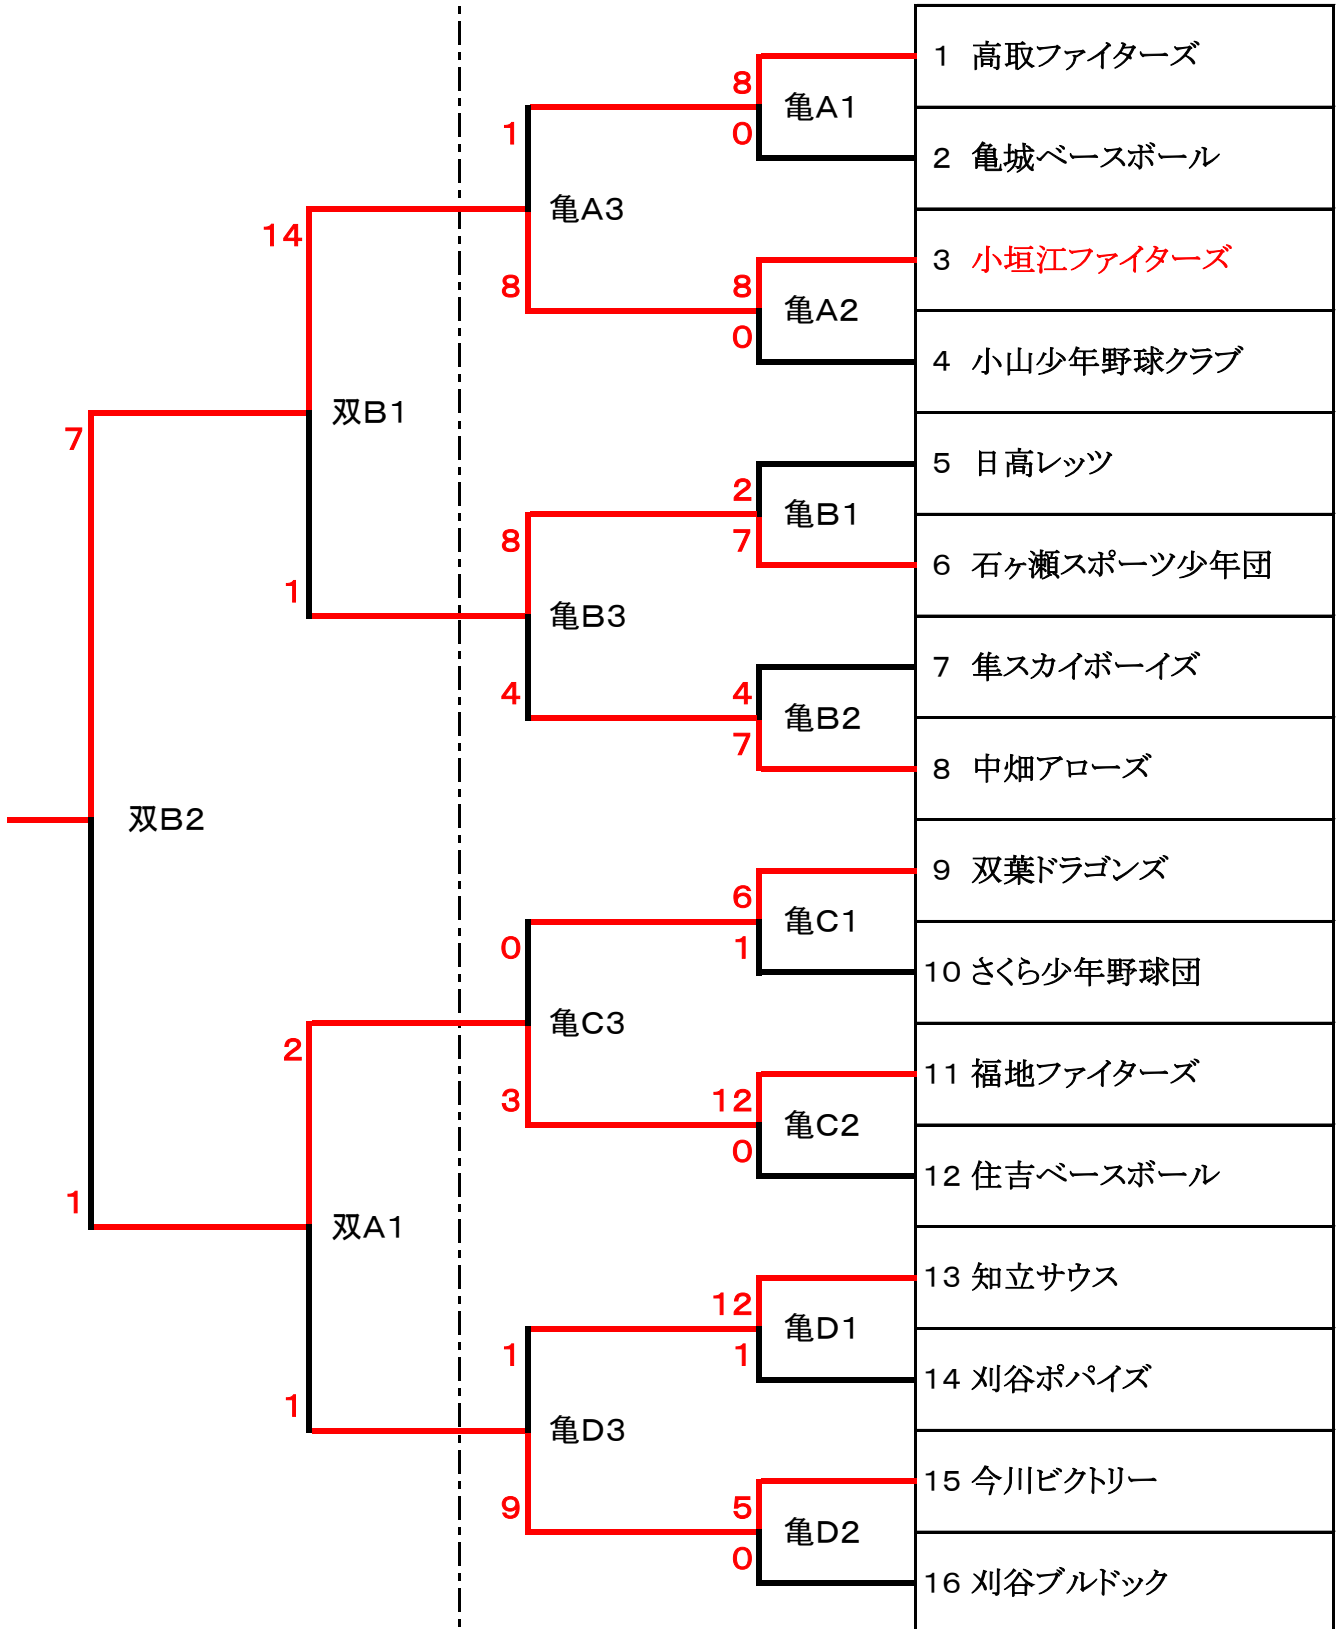 1 高取ファイターズ
8
亀A1
1
0
2 亀城ベースボール
亀A3
14
3 小垣江ファイターズ
8
8
亀A2
0
4 小山少年野球クラブ
双B1
7
5 日高レッツ
2
亀B1
8
7
6 石ヶ瀬スポーツ少年団
1
亀B3
7 隼スカイボーイズ
4
4
亀B2
7
8 中畑アローズ
双B2
9 双葉ドラゴンズ
6
亀C1
0
1
10 さくら少年野球団
亀C3
2
11 福地ファイターズ
3
12
亀C2
0
12 住吉ベースボール
1
双A1
13 知立サウス
12
亀D1
1
1
14 刈谷ポパイズ
1
亀D3
15 今川ビクトリー
9
5
亀D2
0
16 刈谷ブルドック